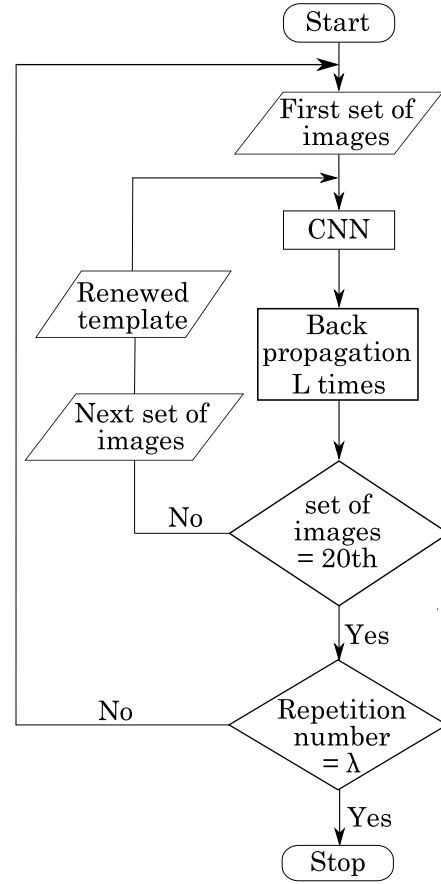 Start
First set of
images
CNN
Renewed
template
Back
propagation
L times
Next set of
images
No
set of
images
= 20th
Yes
No
Repetition
number
= λ
Yes
Stop